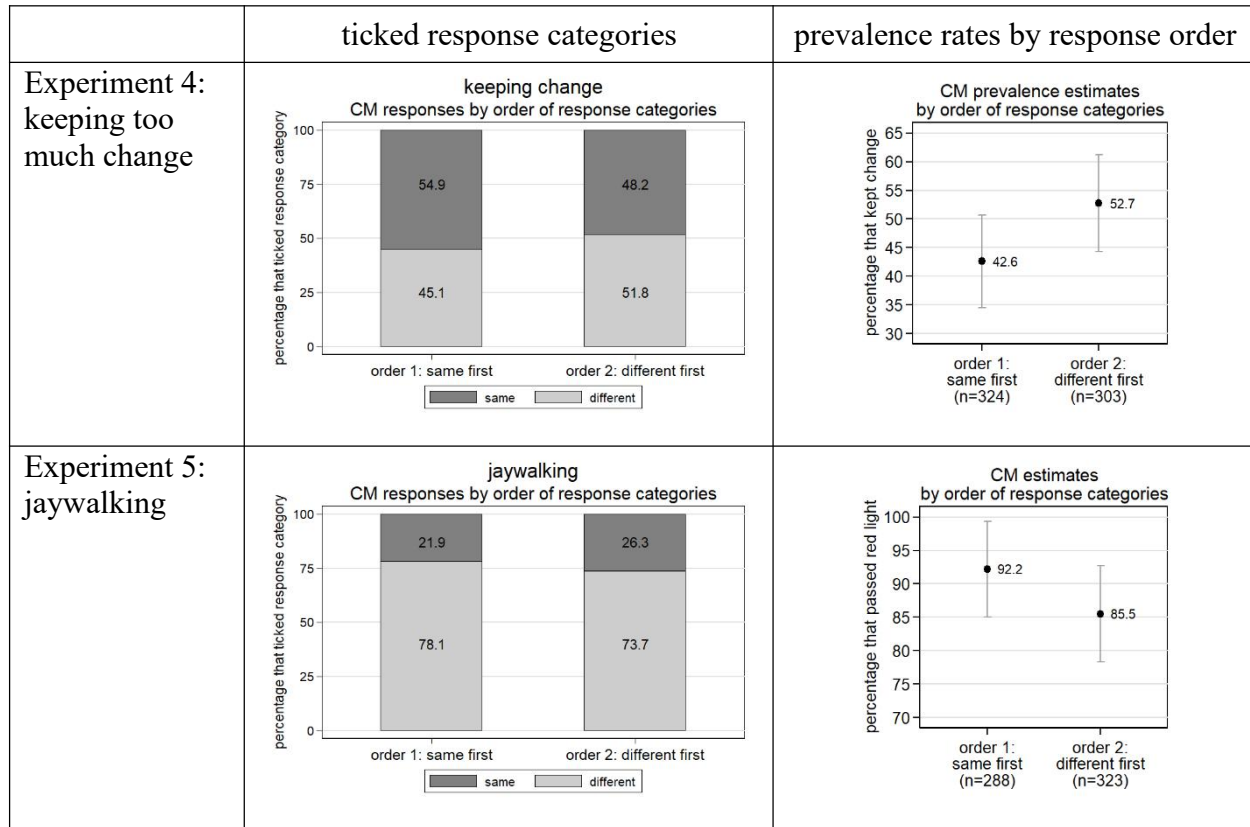 ticked response categories
prevalence rates by response order
Experiment 4:
keeping too
much change
keeping change
CM responses by order of response categories
percentage that ticked response category
100
75
50
25
0
54.9
48.2
45.1
51.8
order 1: same first
order 2: different first
same
different
CM prevalence estimates
by order of response categories
percentage that kept change
65
60
55
50
45
40
35
30
42.6
52.7
order 1:
same first
(n=324)
order 2:
different first
(n=303)
Experiment 5:
jaywalking
jaywalking
CM responses by order of response categories
percentage that ticked response category
100
75
50
25
0
21.9
26.3
78.1
73.7
order 1: same first
order 2: different first
same
different
CM estimates
by order of response categories
percentage that passed red light
100
95
90
85
80
75
70
92.2
85.5
order 1:
same first
(n=288)
order 2:
different first
(n=323)